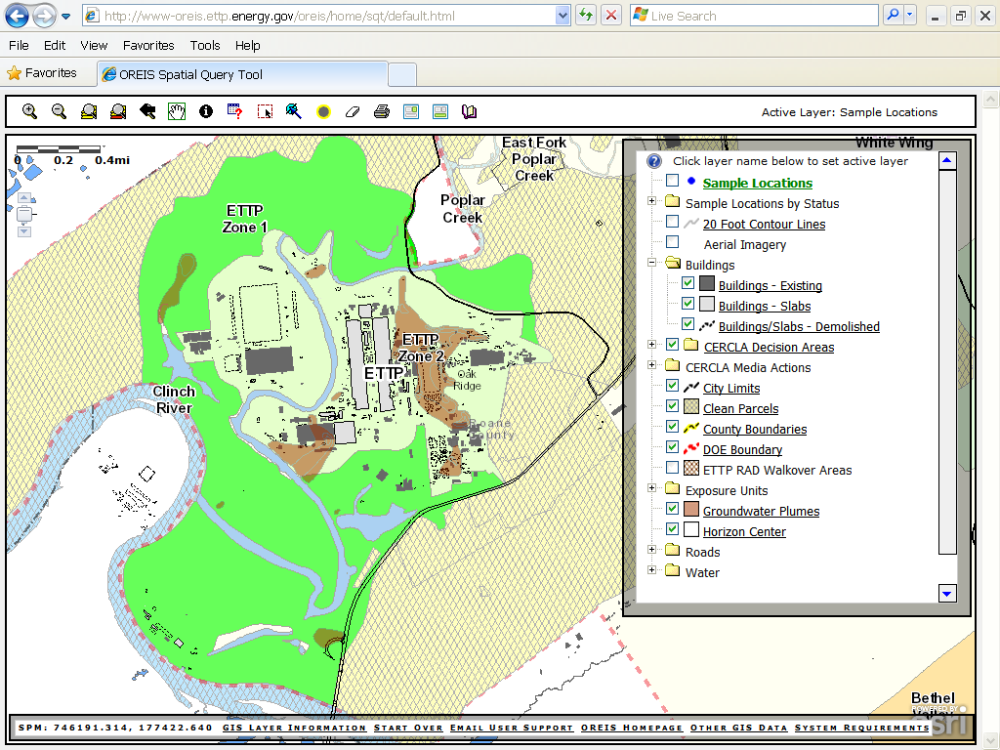 http://www-oreis.ettp.energy.gov/oreis/home/sqt/default.html
Live Search
File Edit View Favorites Tools Help
Favorites
OREIS Spatial Query Tool
Active Layer: Sample Locations
0 0.2 0.4mi
East Fork
Poplar
Creek
White Wing
ETTP
Zone 1
Poplar
Creek
ETTP
Zone 2
ETTP
Oak
Ridge
Clinch
River
Roane
County
Click layer name below to set active layer
Sample Locations
Sample Locations by Status
20 Foot Contour Lines
Aerial Imagery
Buildings
Buildings - Existing
Buildings - Slabs
Buildings/Slabs - Demolished
CERCLA Decision Areas
CERCLA Media Actions
City Limits
Clean Parcels
County Boundaries
DOE Boundary
ETTP RAD Walkover Areas
Exposure Units
Groundwater Plumes
Horizon Center
Roads
Water
Bethel
Valley
POWERED BY
esri
SPM: 746191.314, 177422.640 GIS Layer Information Start Over Email User Support OREIS Homepage Other GIS Data System Requirements